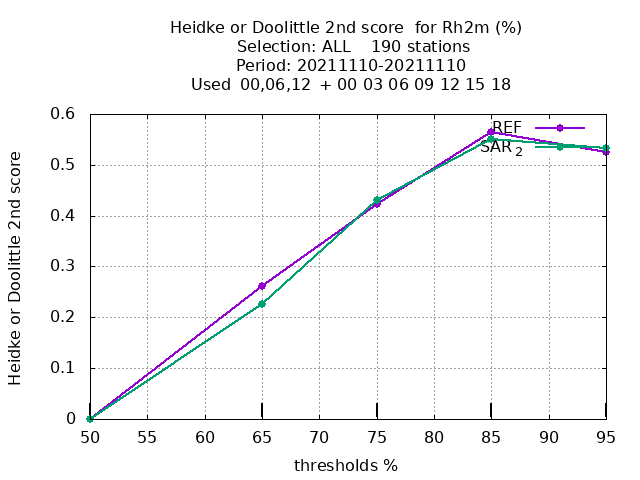 Heidke or Doolittle 2nd score  for Rh2m (%)
Selection: ALL    190 stations
Period: 20211110-20211110
Used  00,06,12  + 00 03 06 09 12 15 18
REF
SAR 2
Heidke or Doolittle 2nd score
0.6
0.5
0.4
0.3
0.2
0.1
0
50 55 60 65 70 75 80 85 90 95
thresholds %